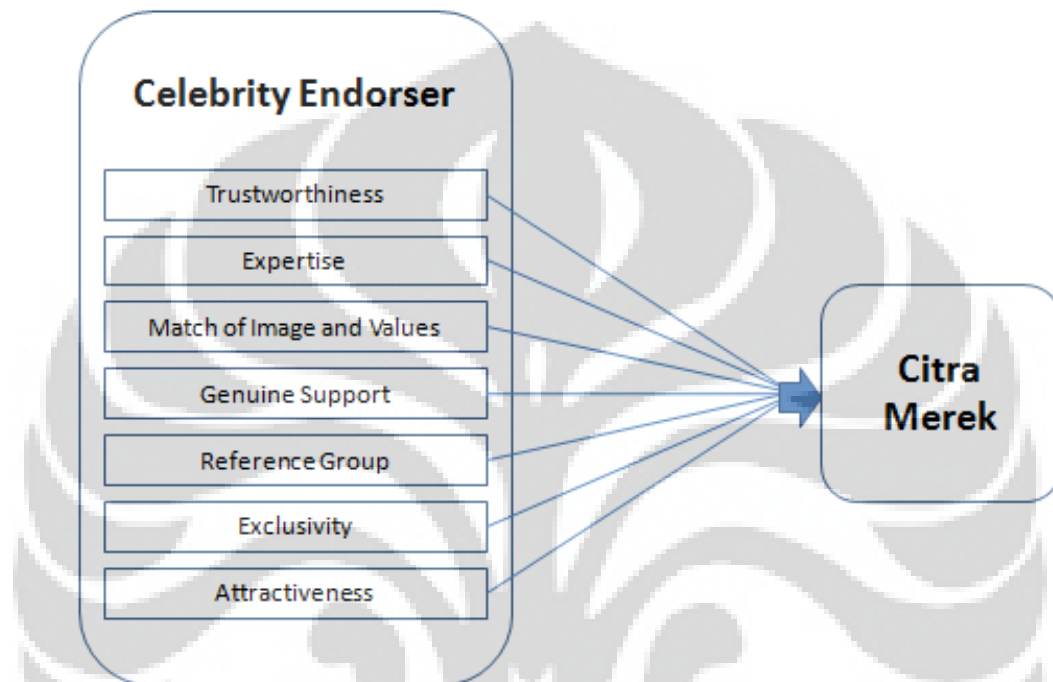 Celebrity Endorser
Trustworthiness
Expertise
Match of Image and Values
Genuine Support
Reference Group
Exclusivity
Attractiveness
Citra
Merek